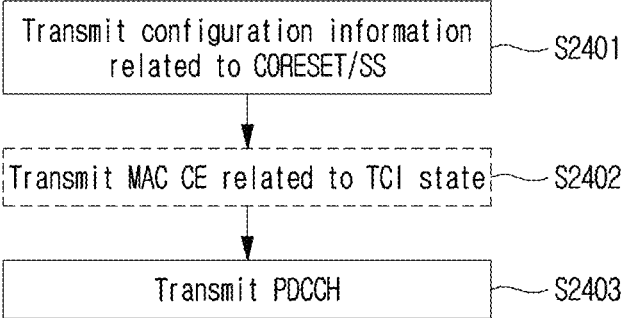 Transmit configuration information
related to CORESET/SS
S2401
Transmit MAC CE related to TCI state
S2402
Transmit PDCCH
S2403